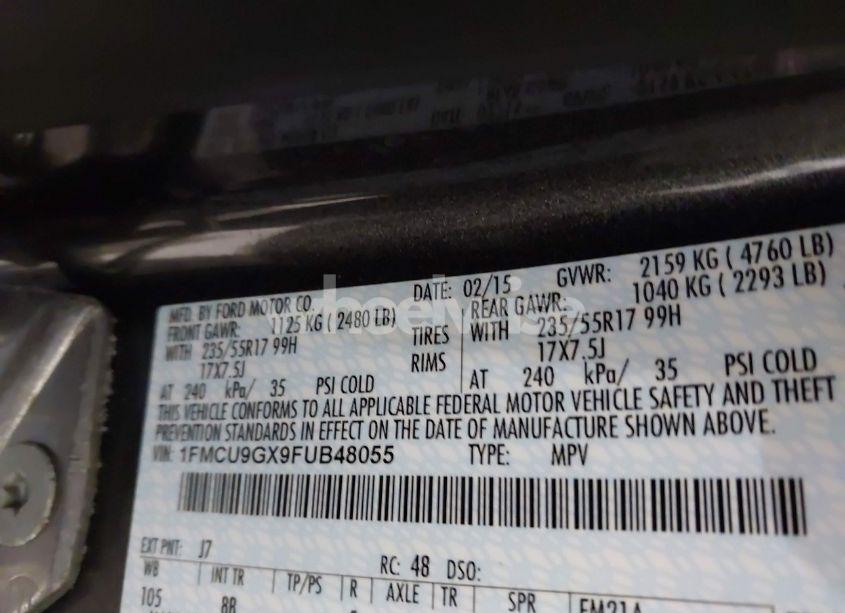 MFD. BY FORD MOTOR CO. DATE: 02/15 GVWR: 2159 KG ( 4760 LB)
FRONT GAWR: 1125 KG ( 2480 LB) REAR GAWR: 1040 KG ( 2293 LB)
WITH 235/55R17 99H TIRES WITH 235/55R17 99H
17X7.5J RIMS 17X7.5J
AT 240 kPa/ 35 PSI COLD AT 240 kPa/ 35 PSI COLD
THIS VEHICLE CONFORMS TO ALL APPLICABLE FEDERAL MOTOR VEHICLE SAFETY AND THEFT
PREVENTION STANDARDS IN EFFECT ON THE DATE OF MANUFACTURE SHOWN ABOVE.
VIN: 1FMCU9GX9FUB48055 TYPE: MPV
EXT PNT: J7 RC: 48 DSO:
WB INT TR TP/PS R AXLE TR SPR
105 8B